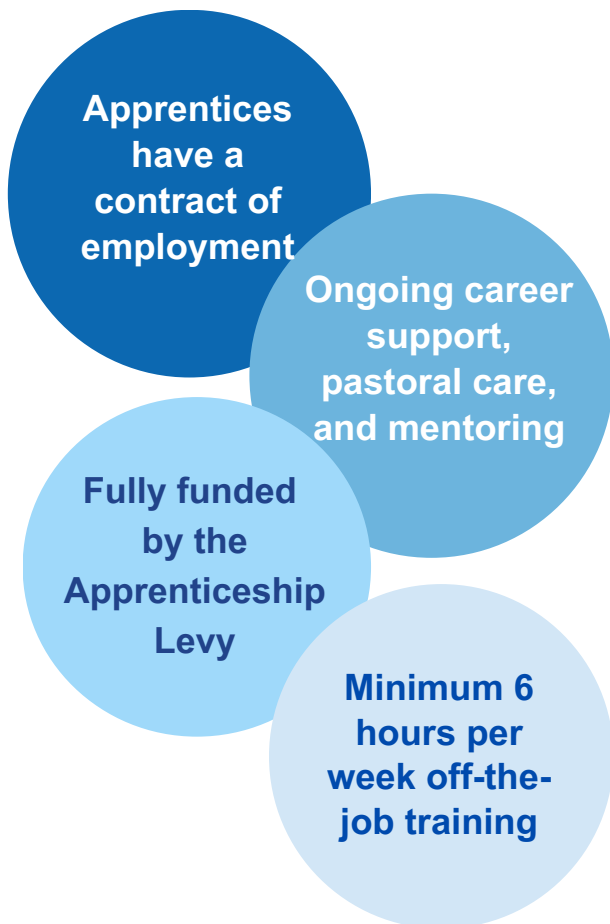 Apprentices
have a
contract of
employment
Ongoing career
support,
pastoral care,
and mentoring
Fully funded
by the
Apprenticeship
Levy
Minimum 6
hours per
week off-the-
job training